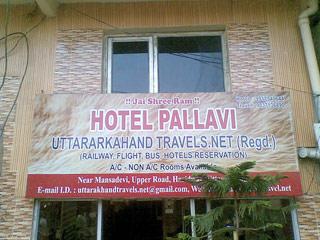 !! Jai Shree Ram !!
HOTEL PALLAVI
UTTARARKAHAND TRAVELS.NET (Regd.)
(RAILWAY, FLIGHT, BUS, HOTELS RESERVATION)
A/C - NON A/C Rooms Available
Near Mansadevi, Upper Road,
E-mail I.D. : uttarakhandtravels.net@gmail.com,